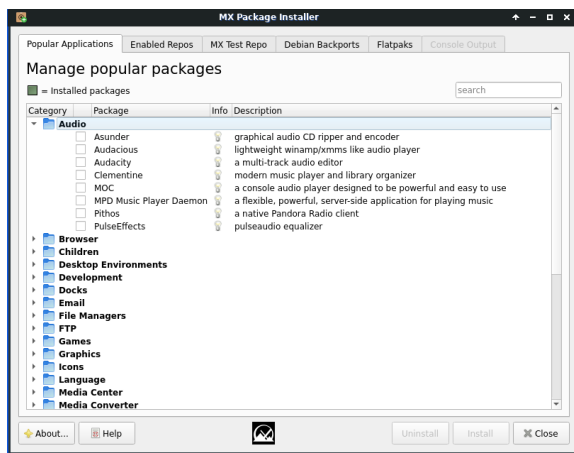 MX Package Installer
Popular Applications Enabled Repos MX Test Repo Debian Backports Flatpaks Console Output
Manage popular packages
= Installed packages search
Category Package Info Description
Audio
Asunder graphical audio CD ripper and encoder
Audacious lightweight winamp/xmms like audio player
Audacity a multi-track audio editor
Clementine modern music player and library organizer
MOC a console audio player designed to be powerful and easy to use
MPD Music Player Daemon a flexible, powerful, server-side application for playing music
Pithos a native Pandora Radio client
PulseEffects pulseaudio equalizer
Browser
Children
Desktop Environments
Development
Docks
Email
File Managers
FTP
Games
Graphics
Icons
Language
Media Center
Media Converter
About... Help Uninstall Install Close